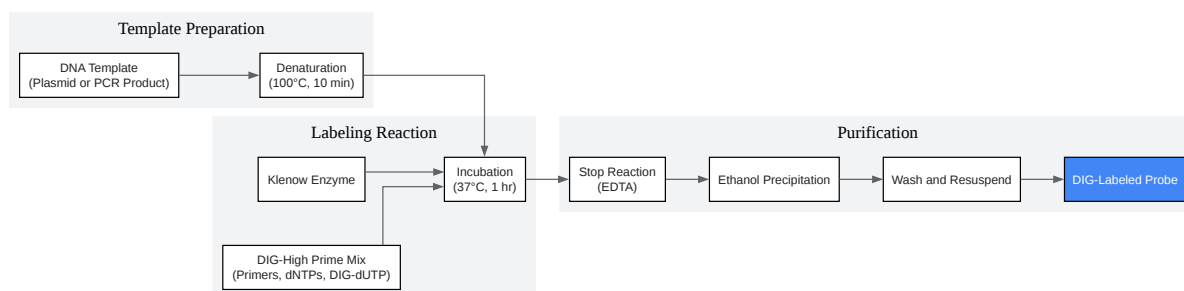 Template Preparation
DNA Template
(Plasmid or PCR Product)
Denaturation
(100°C, 10 min)
Labeling Reaction
Klenow Enzyme
Incubation
(37°C, 1 hr)
DIG-High Prime Mix
(Primers, dNTPs, DIG-dUTP)
Purification
Stop Reaction
(EDTA)
Ethanol Precipitation
Wash and Resuspend
DIG-Labeled Probe